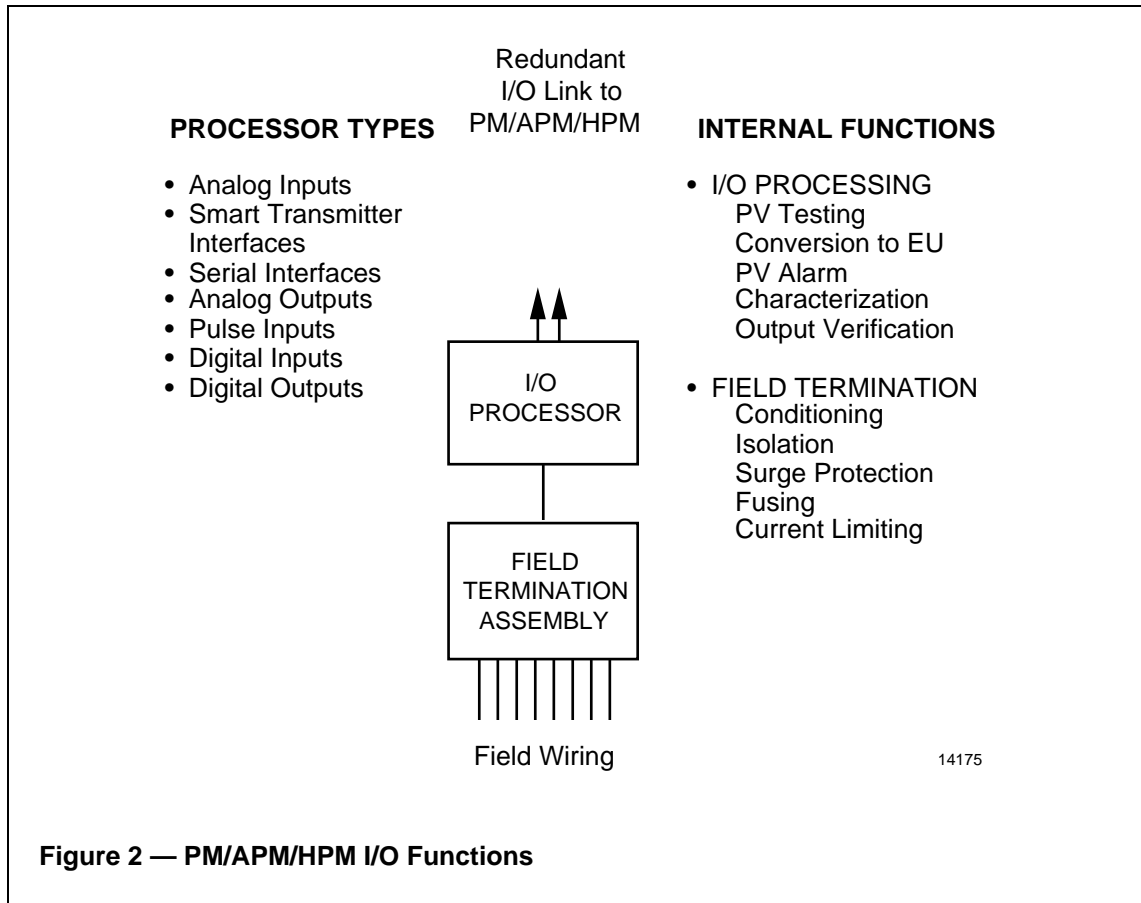 Redundant
I/O Link to
PM/APM/HPM
PROCESSOR TYPES
• Analog Inputs
• Smart Transmitter
Interfaces
• Serial Interfaces
• Analog Outputs
• Pulse Inputs
• Digital Inputs
• Digital Outputs
I/O
PROCESSOR
FIELD
TERMINATION
ASSEMBLY
Field Wiring
INTERNAL FUNCTIONS
• I/O PROCESSING
PV Testing
Conversion to EU
PV Alarm
Characterization
Output Verification
• FIELD TERMINATION
Conditioning
Isolation
Surge Protection
Fusing
Current Limiting
14175
Figure 2 — PM/APM/HPM I/O Functions